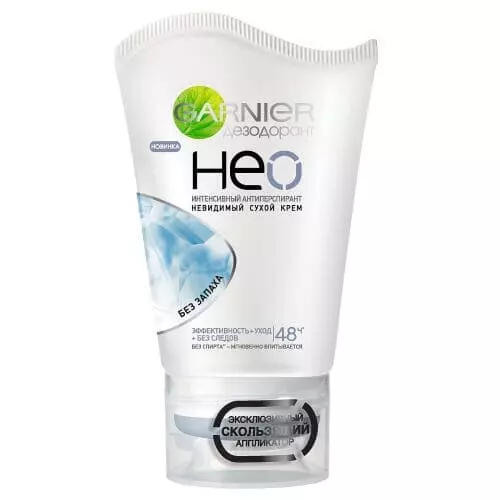 GARNIER
дезодорант
НОВИНКА
Heo
ИНТЕНСИВНЫЙ АНТИПЕРСПИРАНТ
НЕВИДИМЫЙ СУХОЙ КРЕМ
БЕЗ ЗАПАХА
ЭФФЕКТИВНОСТЬ + УХОД
+ БЕЗ СЛЕДОВ
48ч*
БЕЗ СПИРТА* – МГНОВЕННО ВПИТЫВАЕТСЯ
ЭКСКЛЮЗИВНЫЙ
СКОЛЬЗЯЩИЙ
АППЛИКАТОР